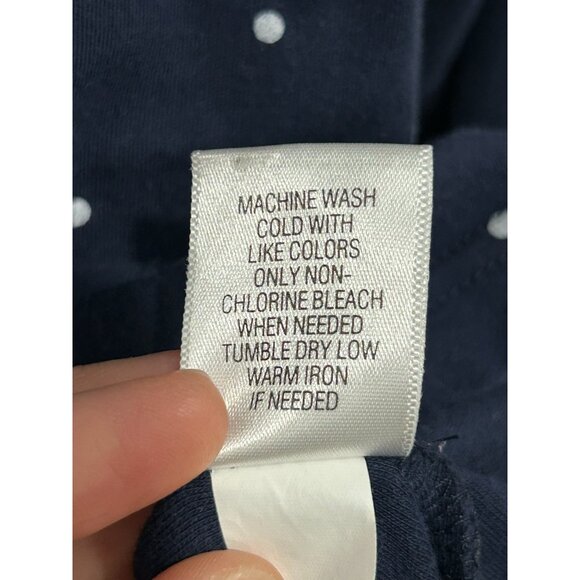 MACHINE WASH
COLD WITH
LIKE COLORS
ONLY NON-
CHLORINE BLEACH
WHEN NEEDED
TUMBLE DRY LOW
WARM IRON
IF NEEDED